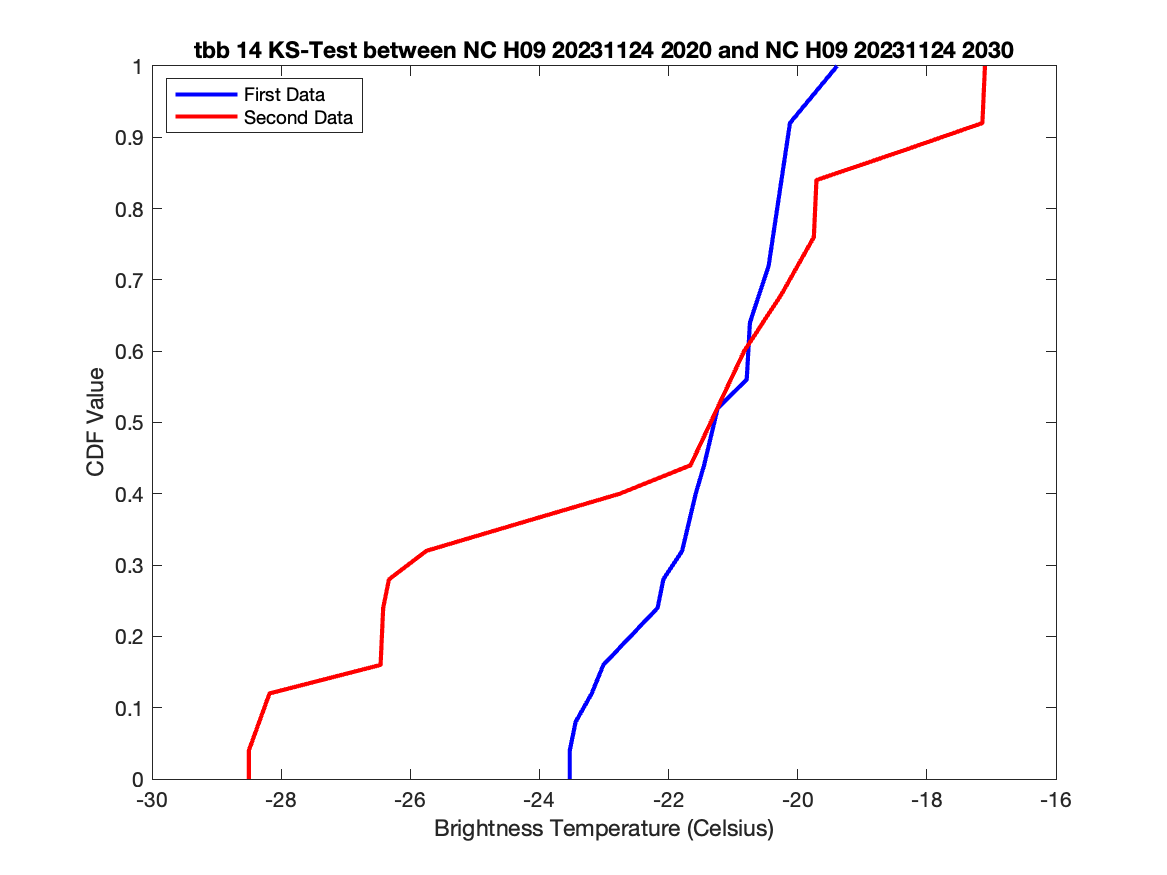 tbb 14 KS-Test between NC H09 20231124 2020 and NC H09 20231124 2030
First Data
Second Data
1
0.9
0.8
0.7
0.6
0.5
0.4
0.3
0.2
0.1
0
CDF Value
-30 -28 -26 -24 -22 -20 -18 -16
Brightness Temperature (Celsius)